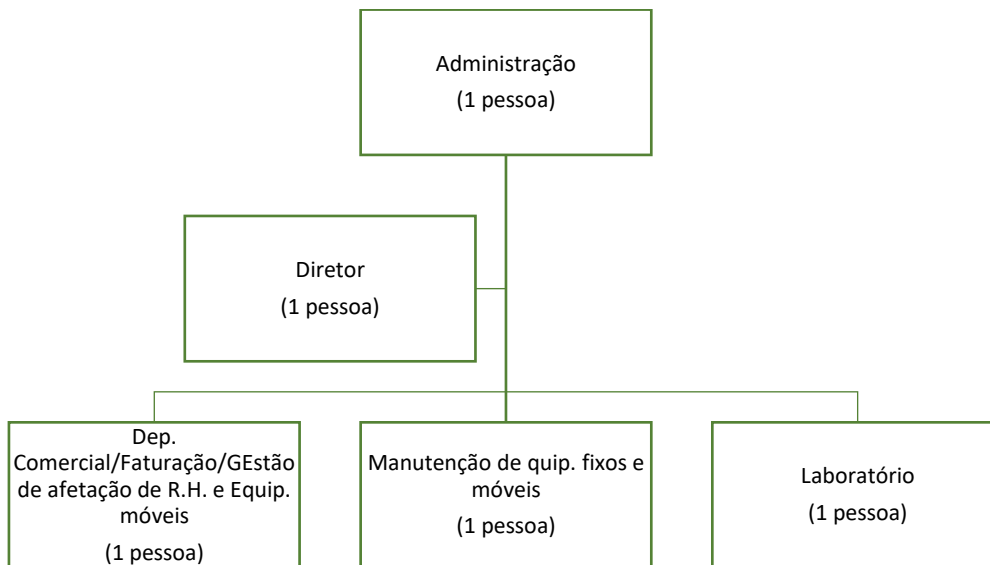 Administração
(1 pessoa)
Diretor
(1 pessoa)
Dep.
Comercial/Faturação/GEstão
de afetação de R.H. e Equip.
móveis
(1 pessoa)
Manutenção de quip. fixos e
móveis
(1 pessoa)
Laboratório
(1 pessoa)